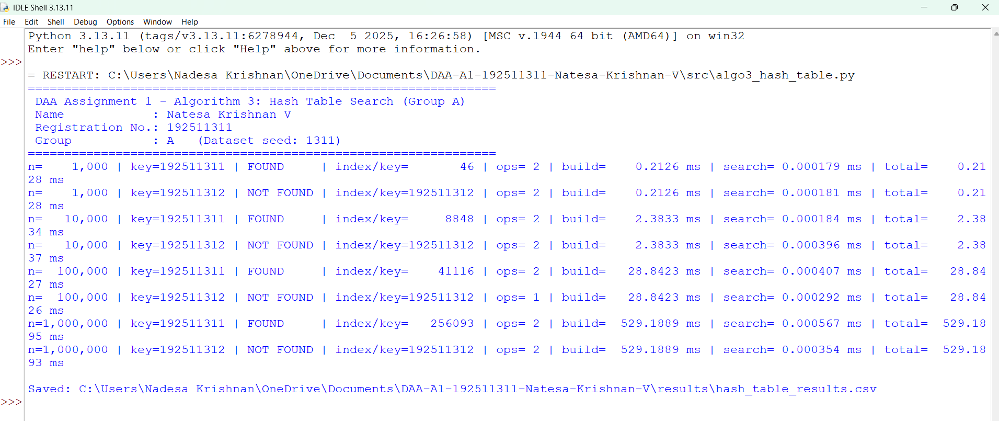 IDLE Shell 3.13.11
File Edit Shell Debug Options Window Help
Python 3.13.11 (tags/v3.13.11:6278944, Dec  5 2025, 16:26:58) [MSC v.1944 64 bit (AMD64)] on win32
Enter "help" below or click "Help" above for more information.
>>>
= RESTART: C:\Users\Nadesa Krishnan\OneDrive\Documents\DAA-A1-192511311-Natesa-Krishnan-V\src\algo3_hash_table.py
================================================================
 DAA Assignment 1 - Algorithm 3: Hash Table Search (Group A)
 Name            : Natesa Krishnan V
 Registration No.: 192511311
 Group           : A   (Dataset seed: 1311)
================================================================
n=    1,000 | key=192511311 | FOUND     | index/key=       46 | ops= 2 | build=    0.2126 ms | search= 0.000179 ms | total=    0.21
28 ms
n=    1,000 | key=192511312 | NOT FOUND | index/key=192511312 | ops= 2 | build=    0.2126 ms | search= 0.000181 ms | total=    0.21
28 ms
n=   10,000 | key=192511311 | FOUND     | index/key=     8848 | ops= 2 | build=    2.3833 ms | search= 0.000184 ms | total=    2.38
34 ms
n=   10,000 | key=192511312 | NOT FOUND | index/key=192511312 | ops= 2 | build=    2.3833 ms | search= 0.000396 ms | total=    2.38
37 ms
n=  100,000 | key=192511311 | FOUND     | index/key=    41116 | ops= 2 | build=   28.8423 ms | search= 0.000407 ms | total=   28.84
27 ms
n=  100,000 | key=192511312 | NOT FOUND | index/key=192511312 | ops= 1 | build=   28.8423 ms | search= 0.000292 ms | total=   28.84
26 ms
n=1,000,000 | key=192511311 | FOUND     | index/key=   256093 | ops= 2 | build=  529.1889 ms | search= 0.000567 ms | total=  529.18
95 ms
n=1,000,000 | key=192511312 | NOT FOUND | index/key=192511312 | ops= 2 | build=  529.1889 ms | search= 0.000354 ms | total=  529.18
93 ms
Saved: C:\Users\Nadesa Krishnan\OneDrive\Documents\DAA-A1-192511311-Natesa-Krishnan-V\results\hash_table_results.csv
>>>